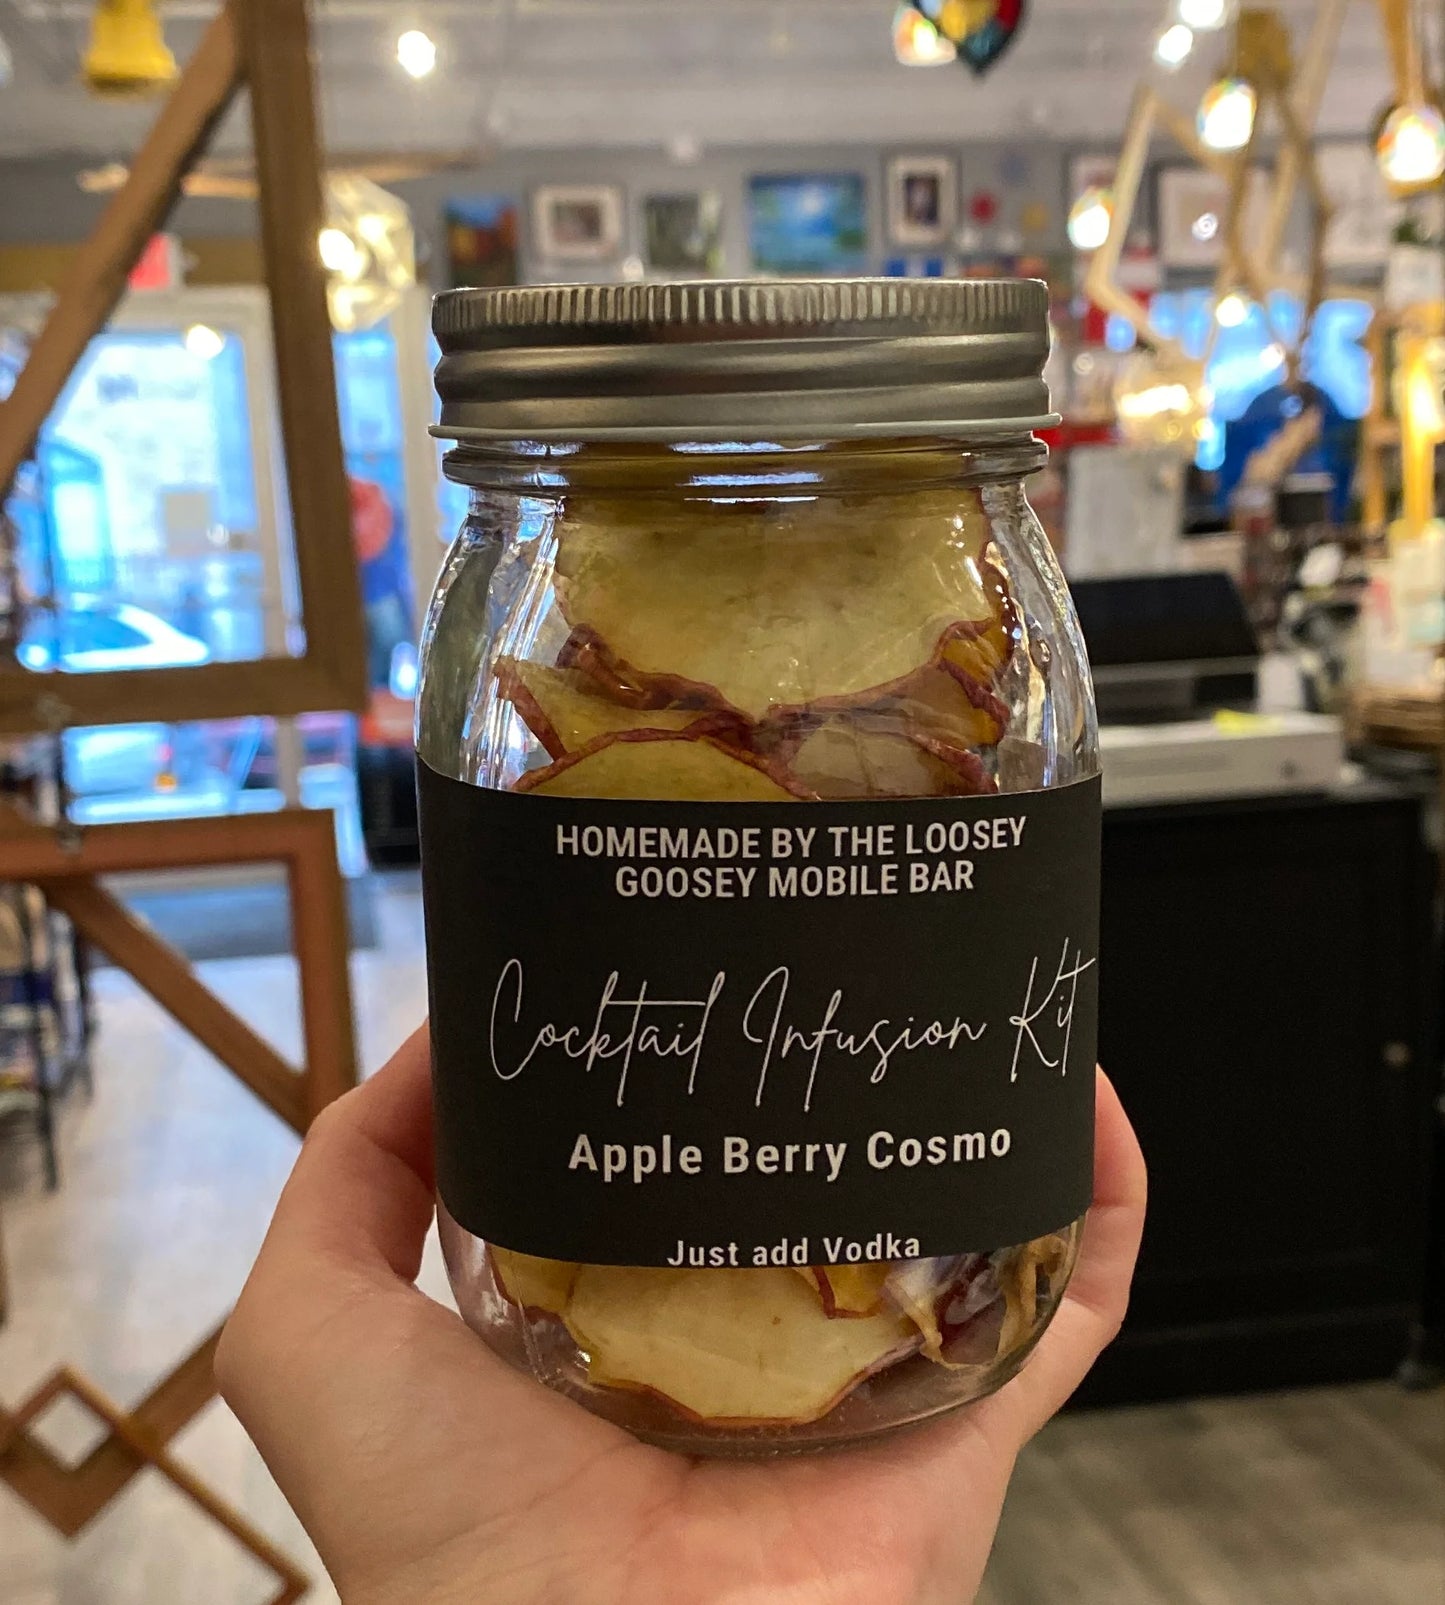 HOMEMADE BY THE LOOSEY
GOOSEY MOBILE BAR
Cocktail Infusion Kit
Apple Berry Cosmo
Just add Vodka